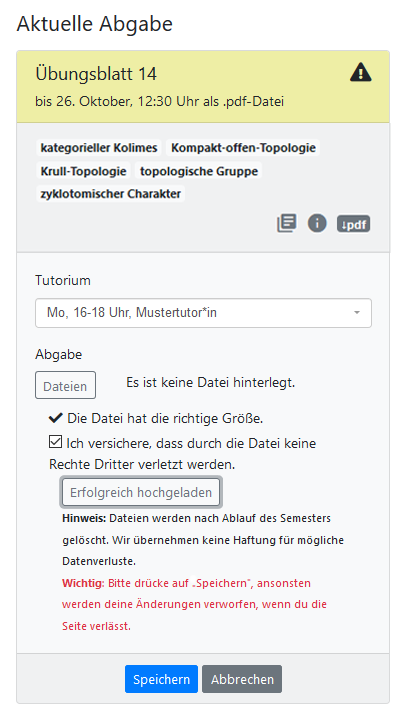 Aktuelle Abgabe
Übungsblatt 14
bis 26. Oktober, 12:30 Uhr als .pdf-Datei
kategorieller Kolimes Kompakt-offen-Topologie
Krull-Topologie topologische Gruppe
zyklotomischer Charakter
↓pdf
Tutorium
Mo, 16-18 Uhr, Mustertutor*in
Abgabe
Dateien Es ist keine Datei hinterlegt.
Die Datei hat die richtige Größe.
Ich versichere, dass durch die Datei keine
Rechte Dritter verletzt werden.
Erfolgreich hochgeladen
Hinweis: Dateien werden nach Ablauf des Semesters
gelöscht. Wir übernehmen keine Haftung für mögliche
Datenverluste.
Wichtig: Bitte drücke auf „Speichern“, ansonsten
werden deine Änderungen verworfen, wenn du die
Seite verlässt.
Speichern Abbrechen